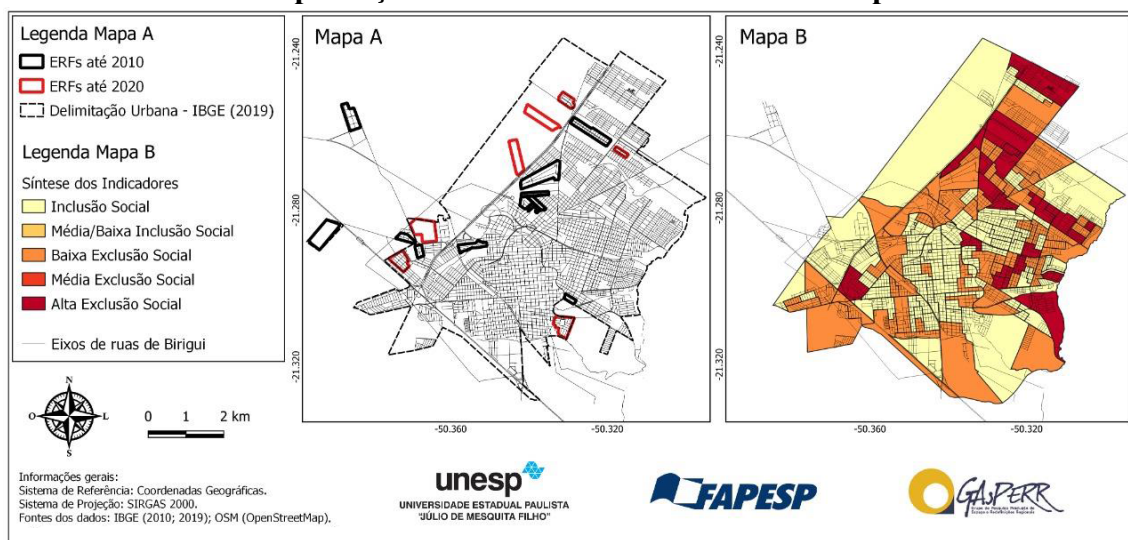 Legenda Mapa A
ERFs até 2010
ERFs até 2020
Delimitação Urbana - IBGE (2019)
Legenda Mapa B
Síntese dos Indicadores
Inclusão Social
Média/Baixa Inclusão Social
Baixa Exclusão Social
Média Exclusão Social
Alta Exclusão Social
Eixos de ruas de Birigui
N
O
L
S
0 1 2 km
Informações gerais:
Sistema de Referência: Coordenadas Geográficas.
Sistema de Projeção: SIRGAS 2000.
Fontes dos dados: IBGE (2010; 2019); OSM (OpenStreetMap).
Mapa A
-21.240
-21.280
-21.320
-50.360
-50.320
Mapa B
-21.240
-21.280
-21.320
-50.360
-50.320
unesp
UNIVERSIDADE ESTADUAL PAULISTA
"JÚLIO DE MESQUITA FILHO"
FAPESP
GAsPERR